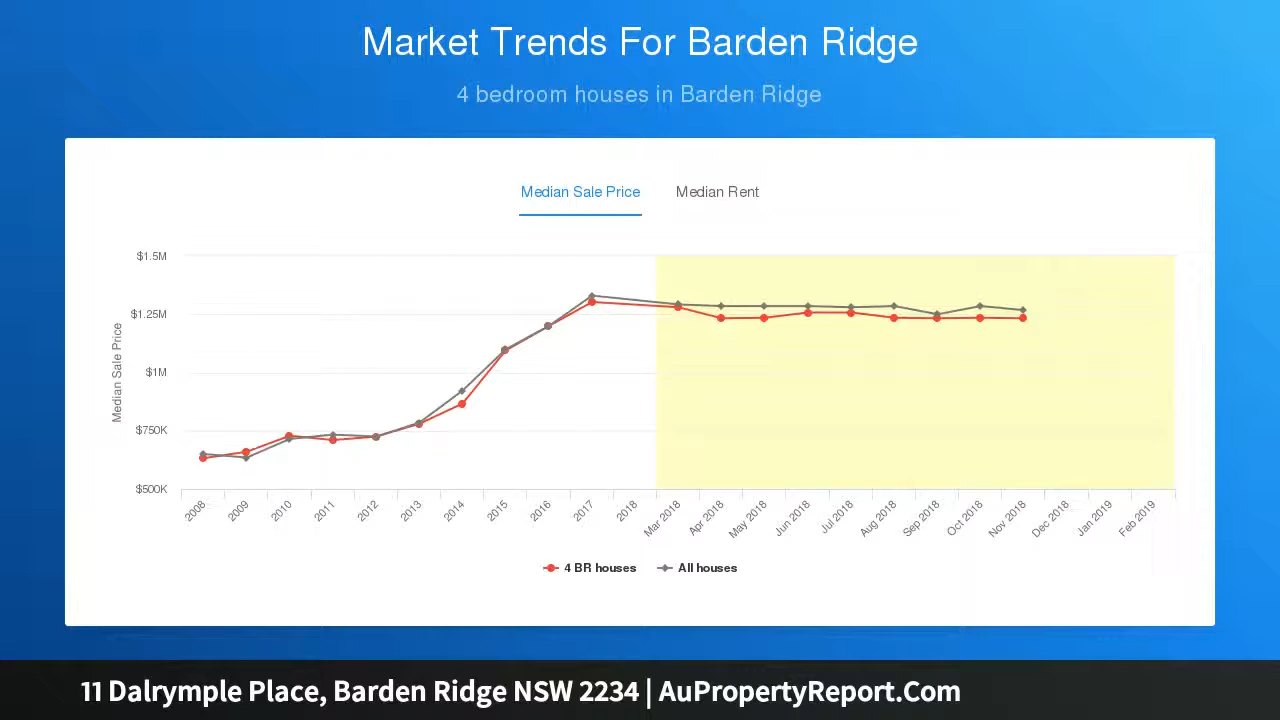 Market Trends For Barden Ridge
4 bedroom houses in Barden Ridge
Median Sale Price Median Rent
Median Sale Price
$1.5M
$1.25M
$1M
$750K
$500K
2008 2009 2010 2011 2012 2013 2014 2015 2016 2017 2018 Mar 2018 Apr 2018 May 2018 Jun 2018 Jul 2018 Aug 2018 Sep 2018 Oct 2018 Nov 2018 Dec 2018 Jan 2019 Feb 2019
4 BR houses All houses
11 Dalrymple Place, Barden Ridge NSW 2234 | AuPropertyReport.Com